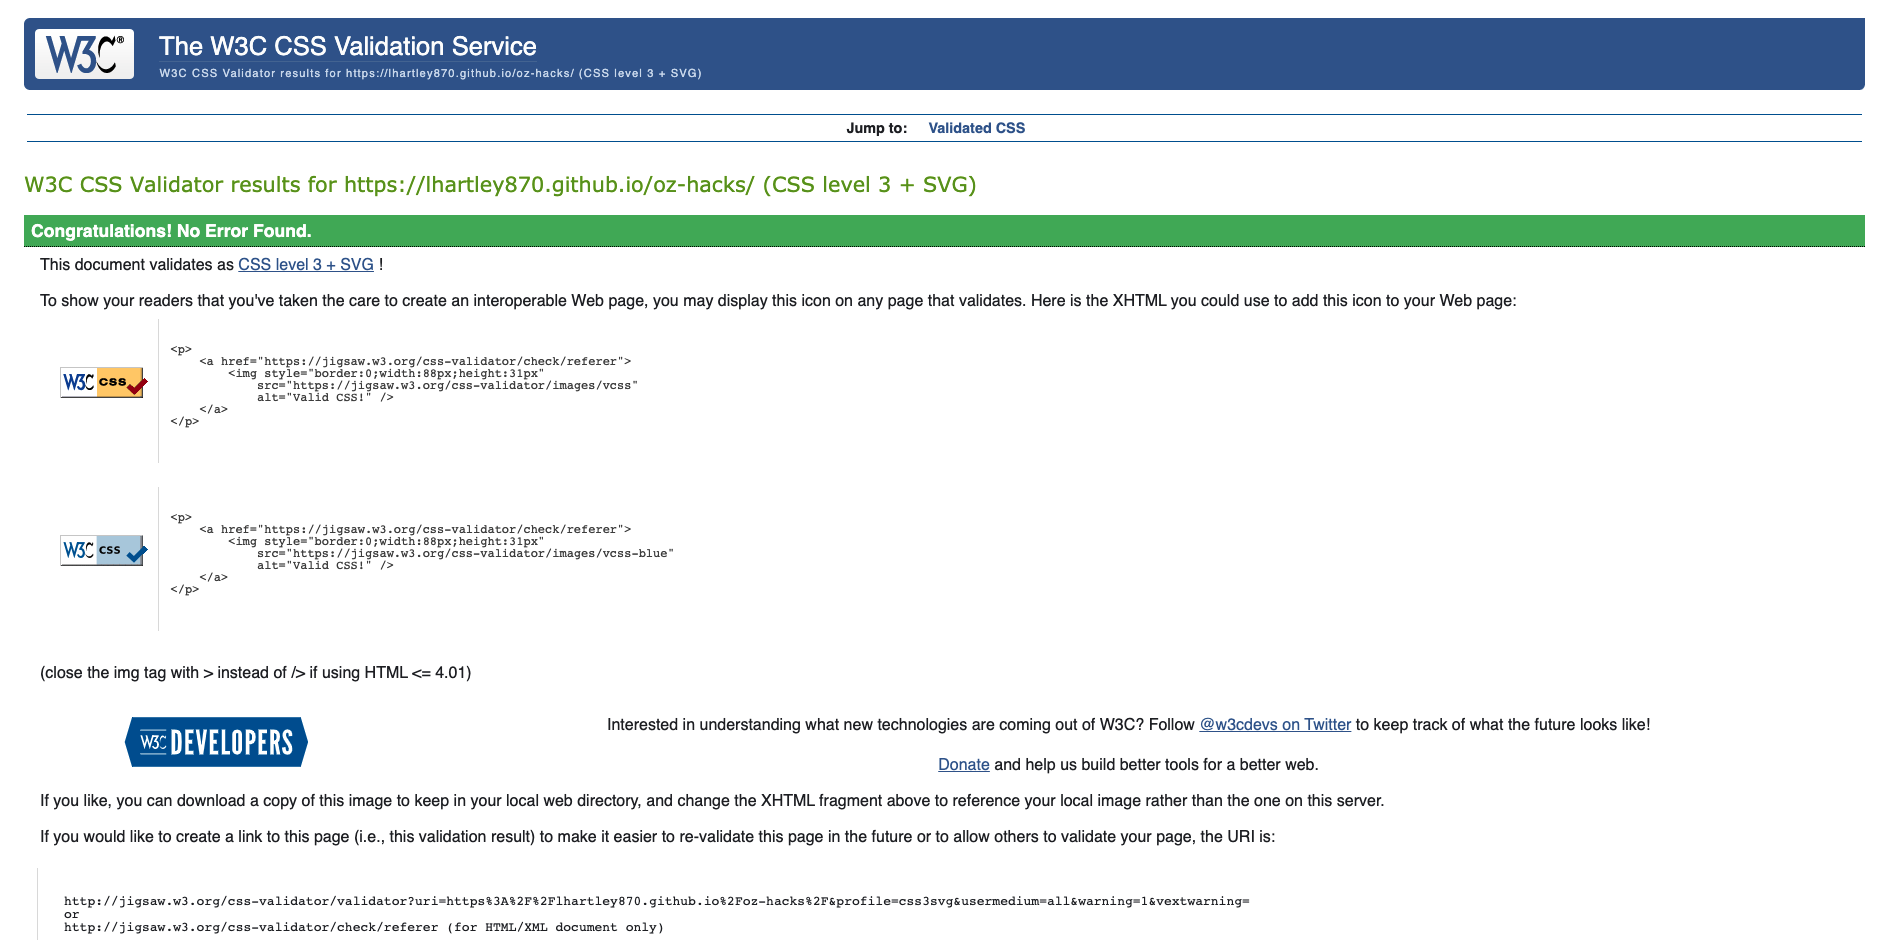 W3C®
The W3C CSS Validation Service
W3C CSS Validator results for https://lhartley870.github.io/oz-hacks/ (CSS level 3 + SVG)
Jump to: Validated CSS
W3C CSS Validator results for https://lhartley870.github.io/oz-hacks/ (CSS level 3 + SVG)
Congratulations! No Error Found.
This document validates as CSS level 3 + SVG !
To show your readers that you've taken the care to create an interoperable Web page, you may display this icon on any page that validates. Here is the XHTML you could use to add this icon to your Web page:
W3C CSS
<p>
    <a href="https://jigsaw.w3.org/css-validator/check/referer">
        <img style="border:0;width:88px;height:31px"
            src="https://jigsaw.w3.org/css-validator/images/vcss"
            alt="Valid CSS!" />
    </a>
</p>
W3C CSS
<p>
    <a href="https://jigsaw.w3.org/css-validator/check/referer">
        <img style="border:0;width:88px;height:31px"
            src="https://jigsaw.w3.org/css-validator/images/vcss-blue"
            alt="Valid CSS!" />
    </a>
</p>
(close the img tag with > instead of /> if using HTML <= 4.01)
W3C DEVELOPERS
Interested in understanding what new technologies are coming out of W3C? Follow @w3cdevs on Twitter to keep track of what the future looks like!
Donate and help us build better tools for a better web.
If you like, you can download a copy of this image to keep in your local web directory, and change the XHTML fragment above to reference your local image rather than the one on this server.
If you would like to create a link to this page (i.e., this validation result) to make it easier to re-validate this page in the future or to allow others to validate your page, the URI is:
http://jigsaw.w3.org/css-validator/validator?uri=https%3A%2F%2Flhartley870.github.io%2Foz-hacks%2F&profile=css3svg&usermedium=all&warning=1&vextwarning=
or
http://jigsaw.w3.org/css-validator/check/referer (for HTML/XML document only)